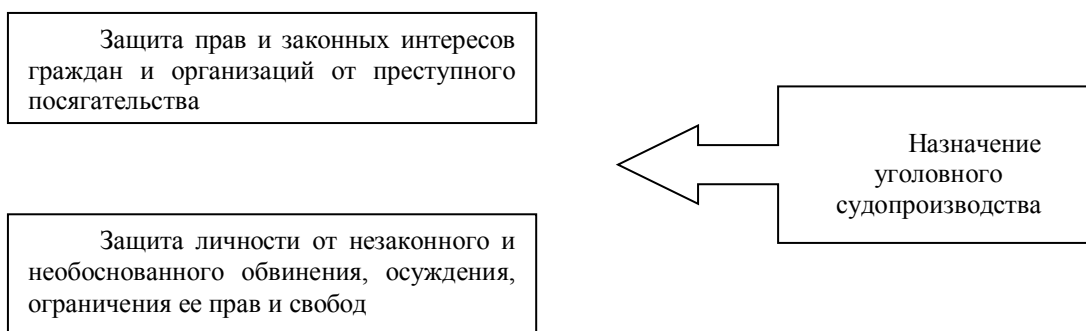 Защита прав и законных интересов
граждан и организаций от преступного
посягательства
Назначение
уголовного
судопроизводства
Защита личности от незаконного и
необоснованного обвинения, осуждения,
ограничения ее прав и свобод